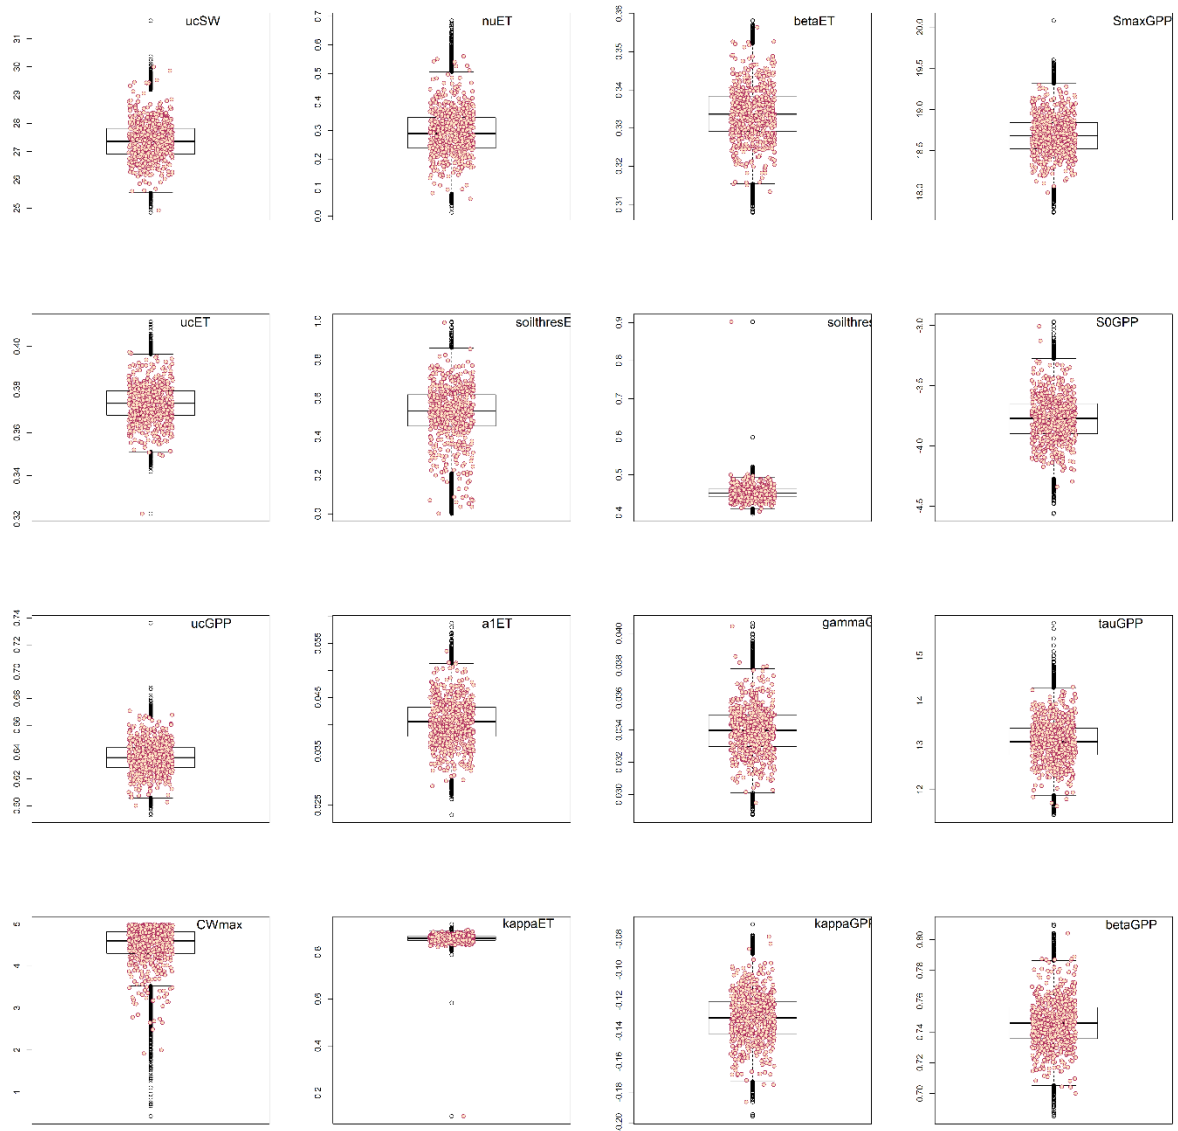 ucSW
25 26 27 28 29 30 31
nuET
0.0 0.1 0.2 0.3 0.4 0.5 0.6 0.7
betaET
0.31 0.32 0.33 0.34 0.35 0.36
SmaxGPP
18.0 18.5 19.0 19.5 20.0
ucET
0.32 0.34 0.36 0.38 0.40
soilthresE
0.0 0.2 0.4 0.6 0.8 1.0
soilthres
0.4 0.5 0.6 0.7 0.8 0.9
S0GPP
-4.5 -4.0 -3.5 -3.0
ucGPP
0.60 0.62 0.64 0.66 0.68 0.70 0.72 0.74
a1ET
0.025 0.035 0.045 0.055
gammaG
0.030 0.032 0.034 0.036 0.038 0.040
tauGPP
12 13 14 15
CWmax
1 2 3 4 5
kappaET
0.2 0.4 0.6 0.8
kappaGPP
-0.20 -0.18 -0.16 -0.14 -0.12 -0.10 -0.08
betaGPP
0.70 0.72 0.74 0.76 0.78 0.80